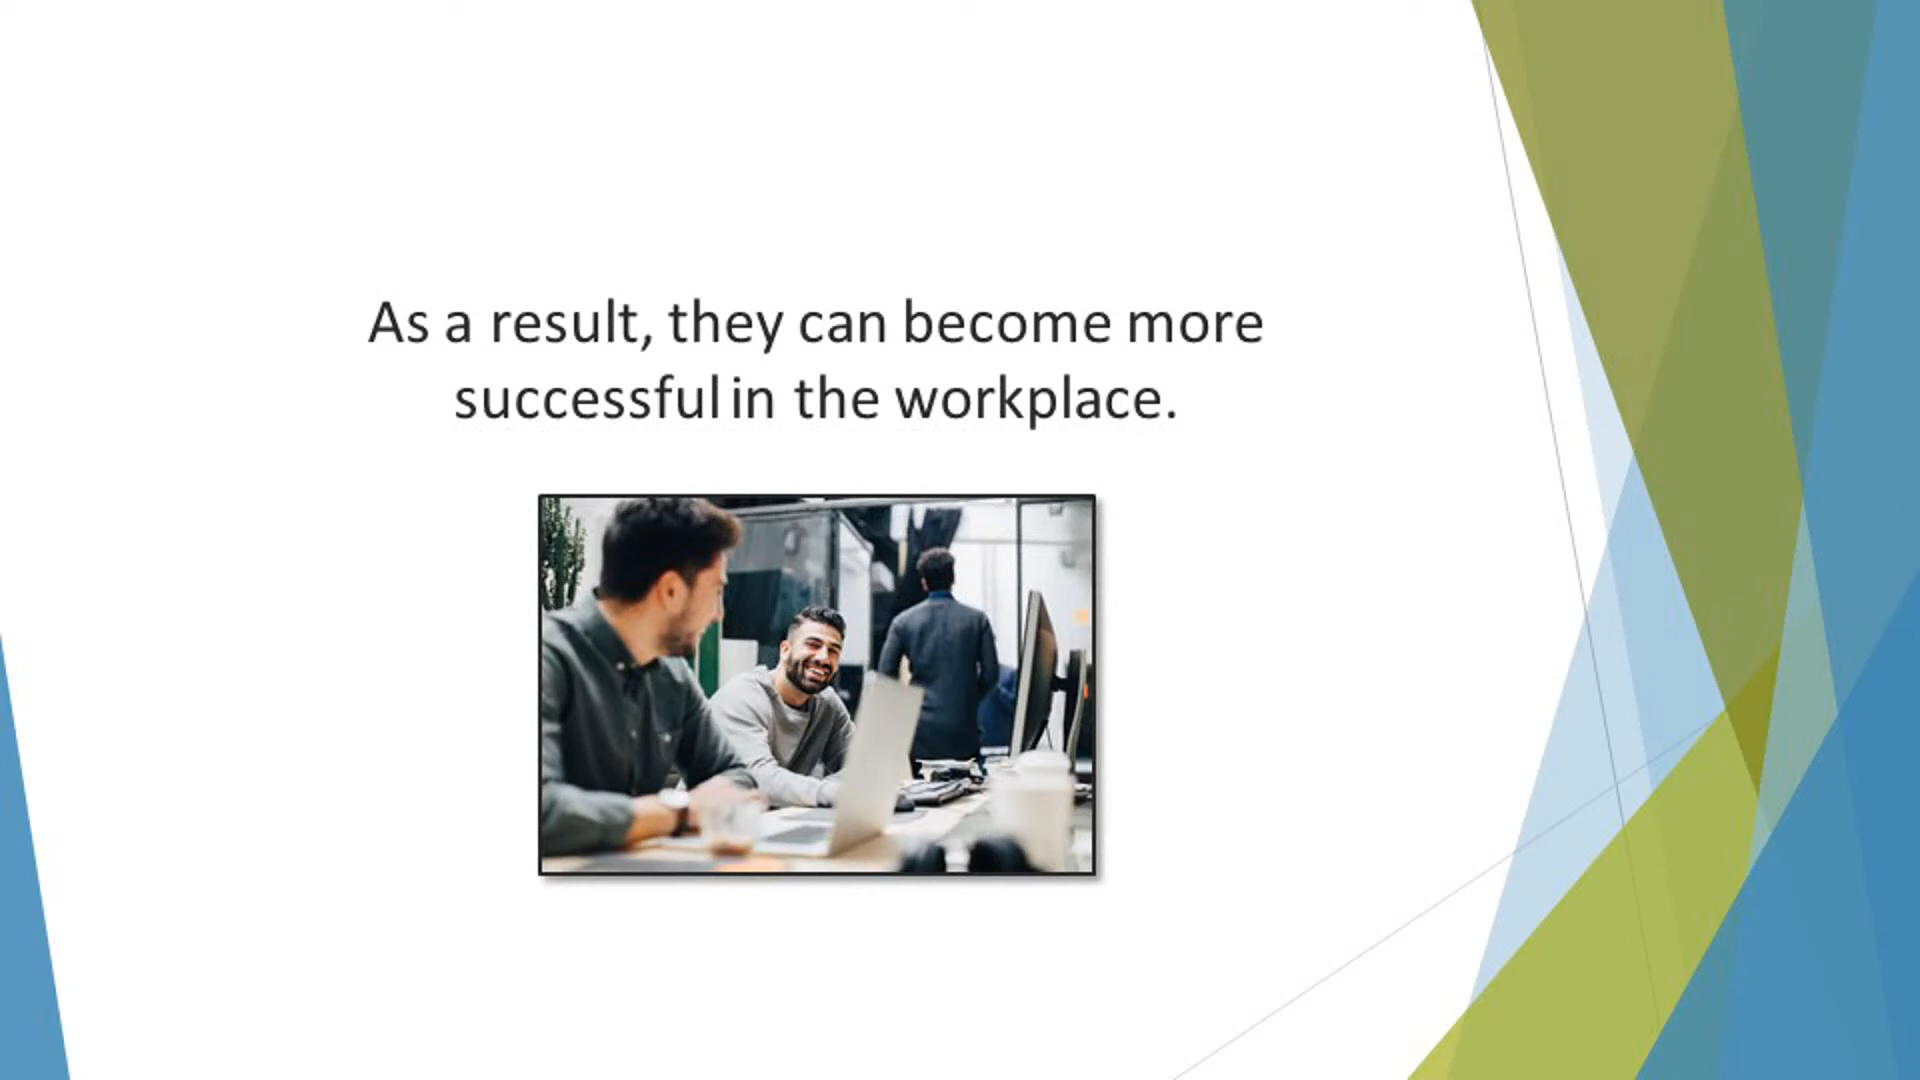 As a result, they can become more
successful in the workplace.